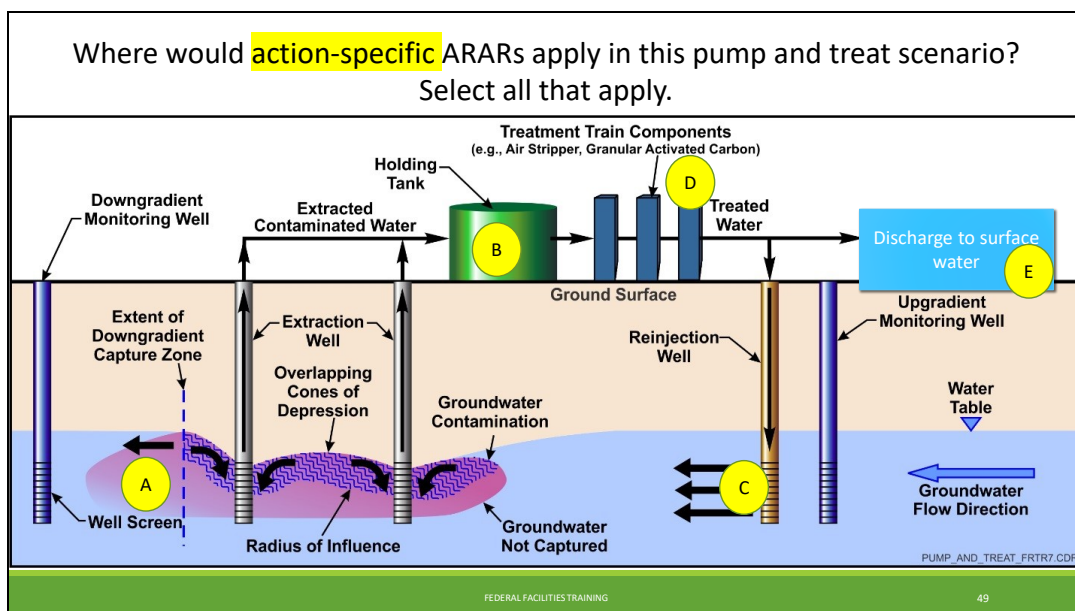 Where would action-specific ARARs apply in this pump and treat scenario?
Select all that apply.
Treatment Train Components
(e.g., Air Stripper, Granular Activated Carbon)
Holding
Tank
D
Downgradient
Monitoring Well
Extracted
Contaminated Water
Treated
Water
B
Discharge to surface
water
E
Ground Surface
Extent of
Downgradient
Capture Zone
Extraction
Well
Reinjection
Well
Upgradient
Monitoring Well
Overlapping
Cones of
Depression
Groundwater
Contamination
Water
Table
A
C
Well Screen
Radius of Influence
Groundwater
Not Captured
Groundwater
Flow Direction
PUMP_AND_TREAT_FRTR7.CDR
FEDERAL FACILITIES TRAINING
49